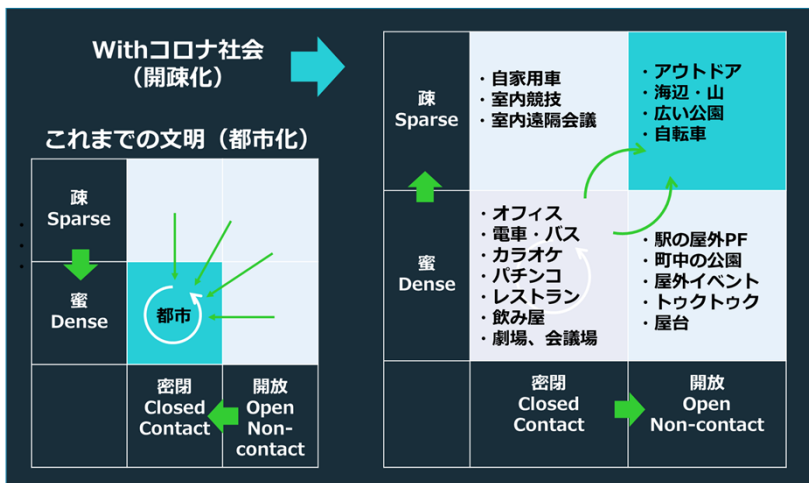 Withコロナ社会
（開疎化）
これまでの文明（都市化）
疎
Sparse
蜜
Dense
都市
密閉
Closed
Contact
開放
Open
Non-
contact
疎
Sparse
・自家用車
・室内競技
・室内遠隔会議
・アウトドア
・海辺・山
・広い公園
・自転車
蜜
Dense
・オフィス
・電車・バス
・カラオケ
・パチンコ
・レストラン
・飲み屋
・劇場、会議場
・駅の屋外PF
・町中の公園
・屋外イベント
・トゥクトゥク
・屋台
密閉
Closed
Contact
開放
Open
Non-contact